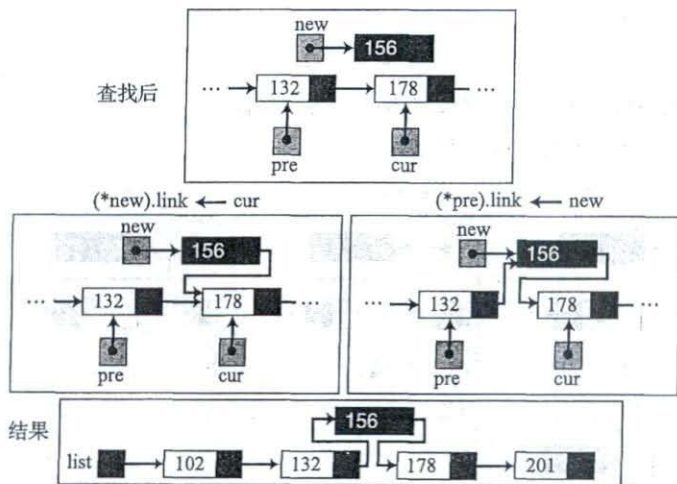 new
156
查找后
… 132 178 …
pre cur
(*new).link ← cur
new
156
… 132 178 …
pre cur
(*pre).link ← new
new
156
… 132 178 …
pre cur
结果
156
list 102 132 178 201